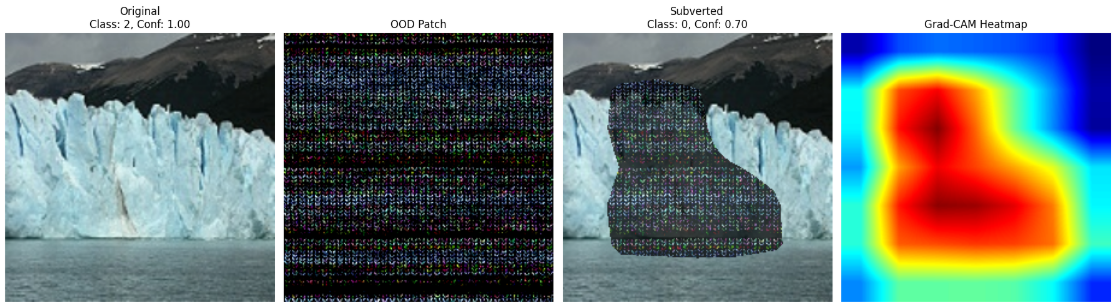 Original
Class: 2, Conf: 1.00
OOD Patch
Subverted
Class: 0, Conf: 0.70
Grad-CAM Heatmap